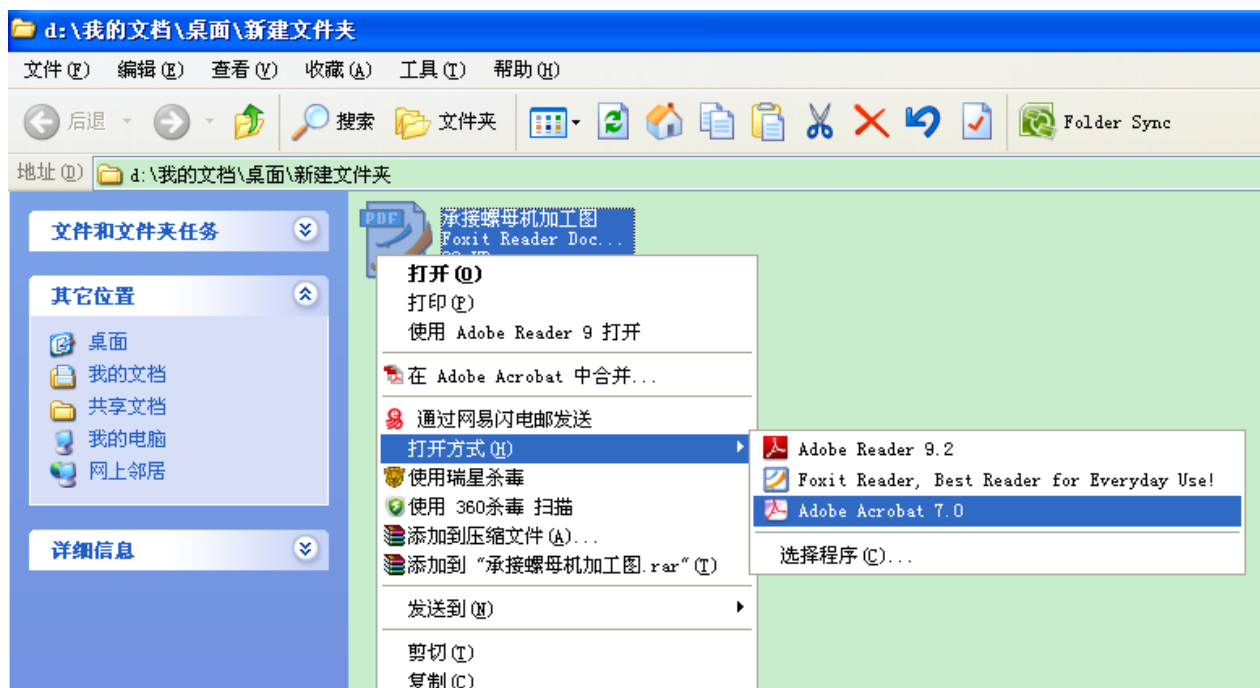 d:\我的文档\桌面\新建文件夹
文件(F) 编辑(E) 查看(V) 收藏(A) 工具(T) 帮助(H)
后退 搜索 文件夹 Folder Sync
地址(D) d:\我的文档\桌面\新建文件夹
文件和文件夹任务
其它位置
桌面
我的文档
共享文档
我的电脑
网上邻居
详细信息
PDF
承接螺母机加工图
Foxit Reader Doc...
打开(O)
打印(P)
使用 Adobe Reader 9 打开
在 Adobe Acrobat 中合并...
通过网易闪电邮发送
打开方式(H)
使用瑞星杀毒
使用 360杀毒 扫描
添加到压缩文件(A)...
添加到 "承接螺母机加工图.rar"(T)
发送到(N)
剪切(T)
复制(C)
Adobe Reader 9.2
Foxit Reader, Best Reader for Everyday Use!
Adobe Acrobat 7.0
选择程序(C)...